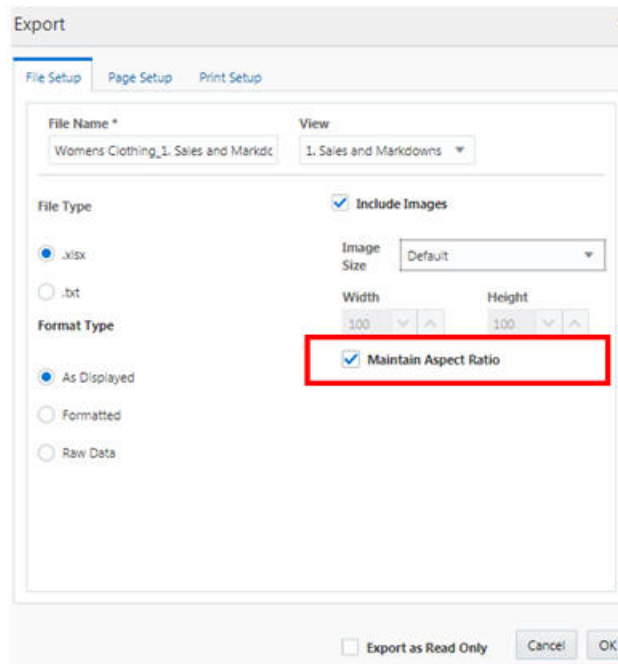 Export
File Setup Page Setup Print Setup
File Name * View
Womens Clothing_1. Sales and Markdc 1. Sales and Markdowns
File Type Include Images
.xlsx Image Size Default
.txt Width Height
Format Type 100 100
Maintain Aspect Ratio
As Displayed
Formatted
Raw Data
Export as Read Only Cancel OK